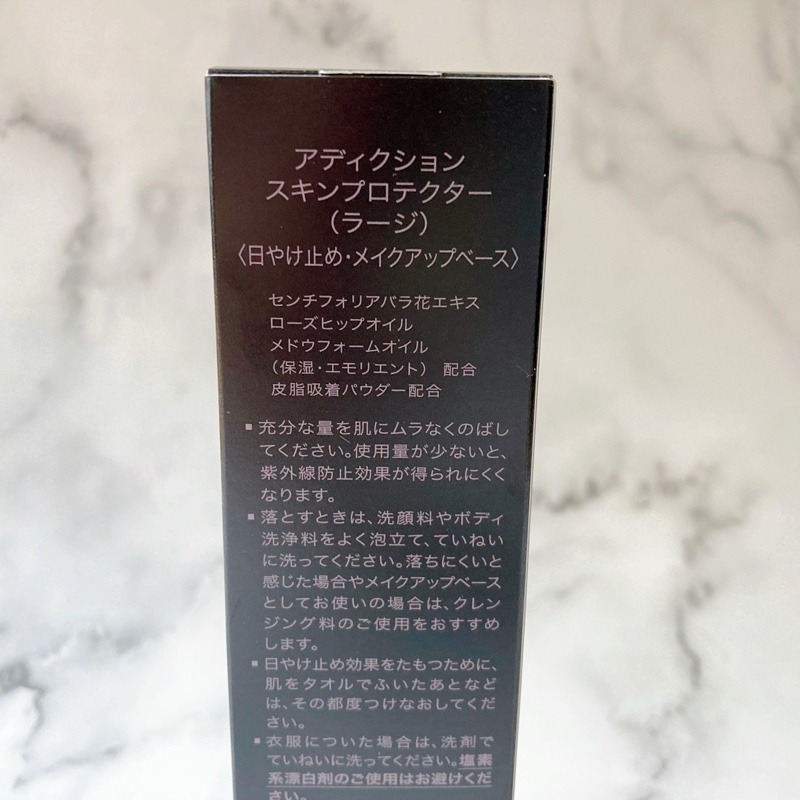 アディクション
スキンプロテクター
（ラージ）
〈日やけ止め・メイクアップベース〉
センチフォリアバラ花エキス
ローズヒップオイル
メドウフォームオイル
（保湿・エモリエント） 配合
皮脂吸着パウダー配合
■充分な量を肌にムラなくのばし
てください。使用量が少ないと、
紫外線防止効果が得られにくく
なります。
■落とすときは、洗顔料やボディ
洗浄料をよく泡立て、ていねい
に洗ってください。落ちにくいと
感じた場合やメイクアップベース
としてお使いの場合は、クレン
ジング料のご使用をおすすめ
します。
■日やけ止め効果をたもつために、
肌をタオルでふいたあとなど
は、その都度つけなおしてくだ
さい。
■衣服についた場合は、洗剤で
ていねいに洗ってください。塩素
系漂白剤のご使用はお避けくだ
さい。